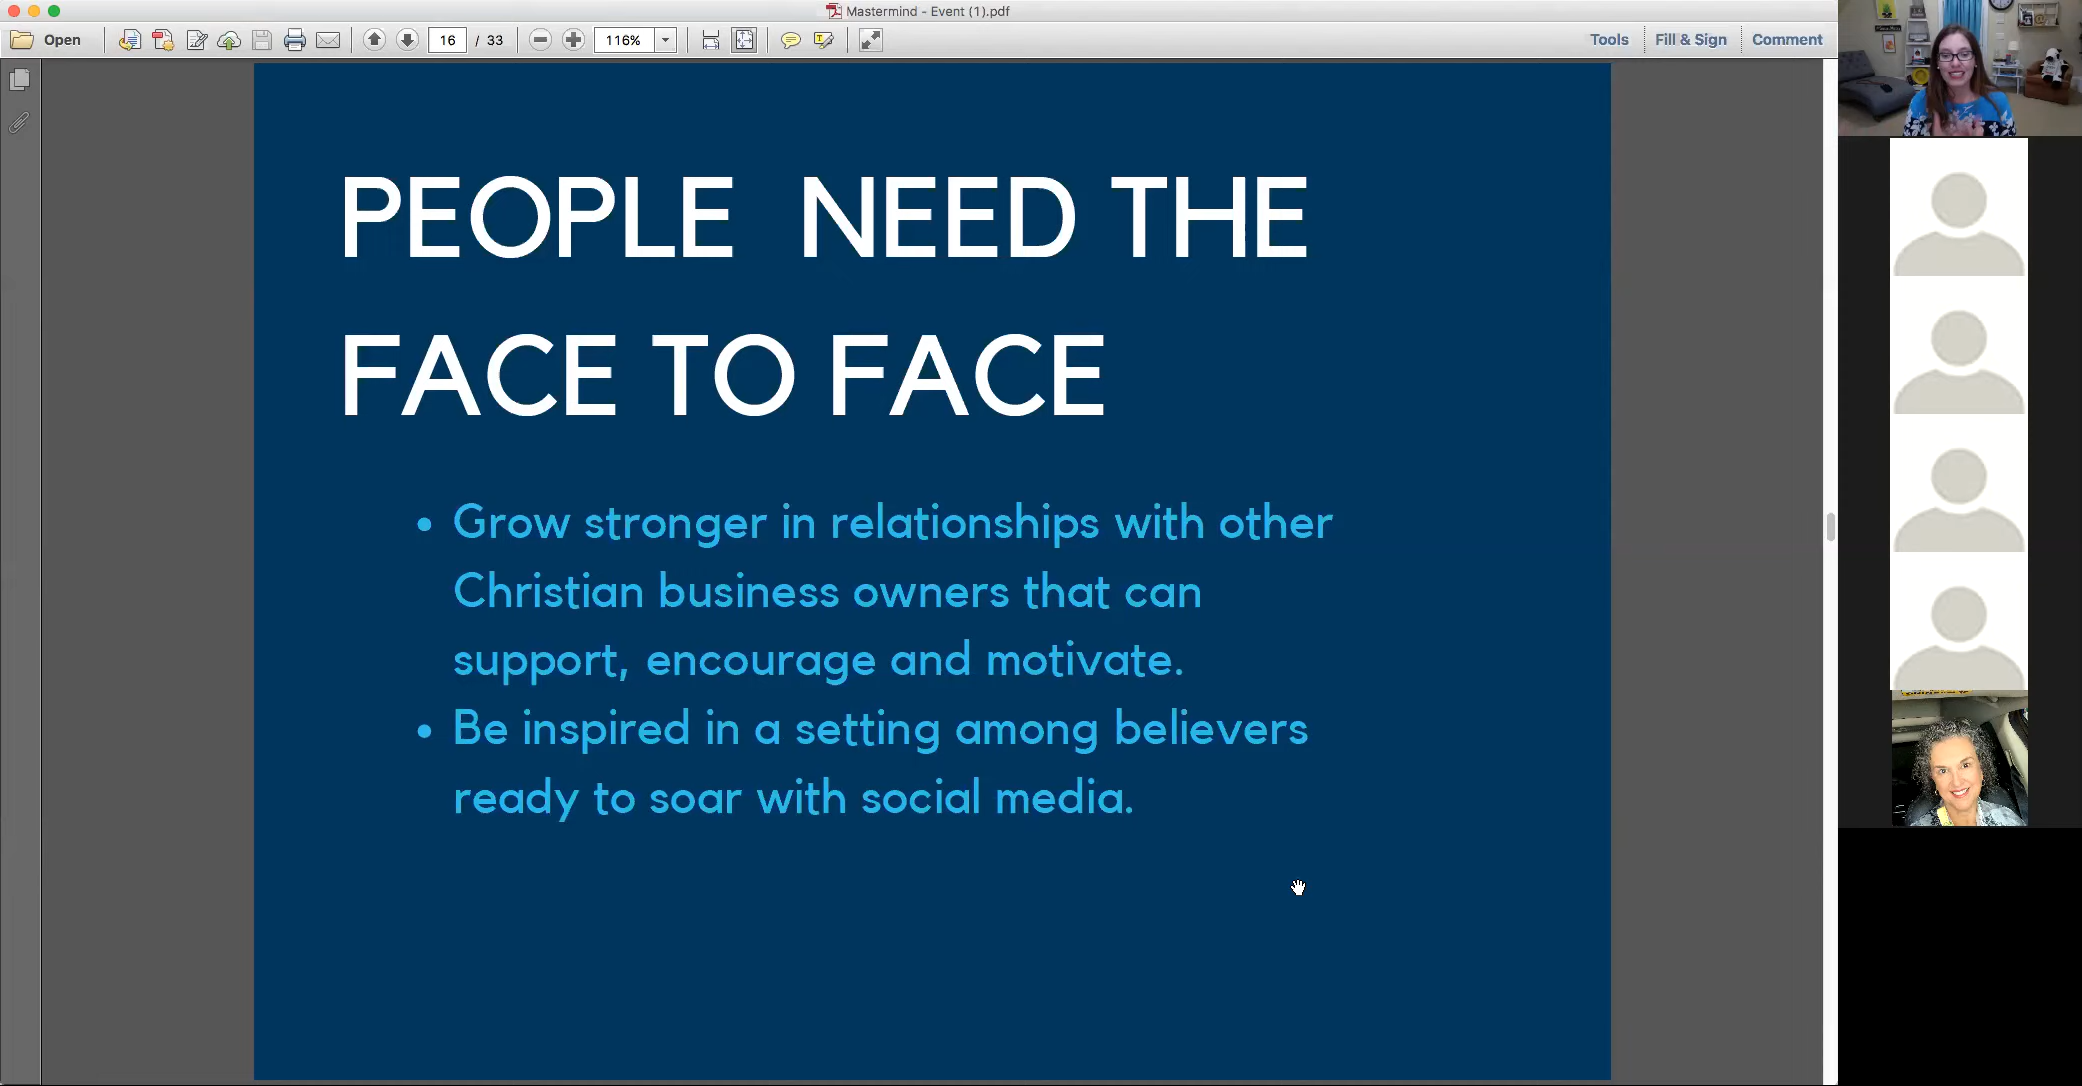 Mastermind - Event (1).pdf
Open
16 / 33
116%
Tools
Fill & Sign
Comment
PEOPLE  NEED THE
FACE TO FACE
• Grow stronger in relationships with other
Christian business owners that can
support, encourage and motivate.
• Be inspired in a setting among believers
ready to soar with social media.